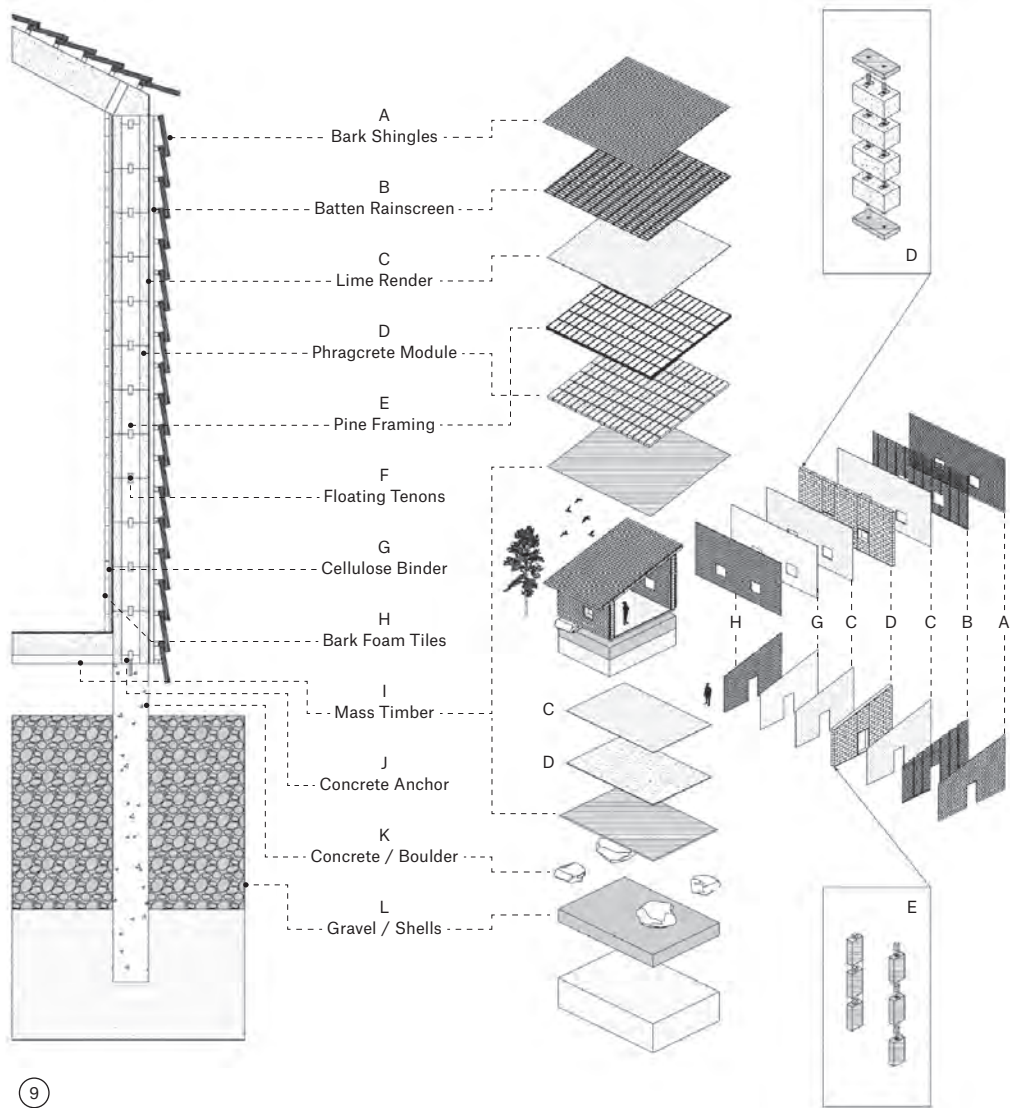 A
Bark Shingles
B
Batten Rainscreen
C
Lime Render
D
Phragcrete Module
E
Pine Framing
F
Floating Tenons
G
Cellulose Binder
H
Bark Foam Tiles
I
Mass Timber
J
Concrete Anchor
K
Concrete / Boulder
L
Gravel / Shells
C
D
D
H G C D C B A
E
9